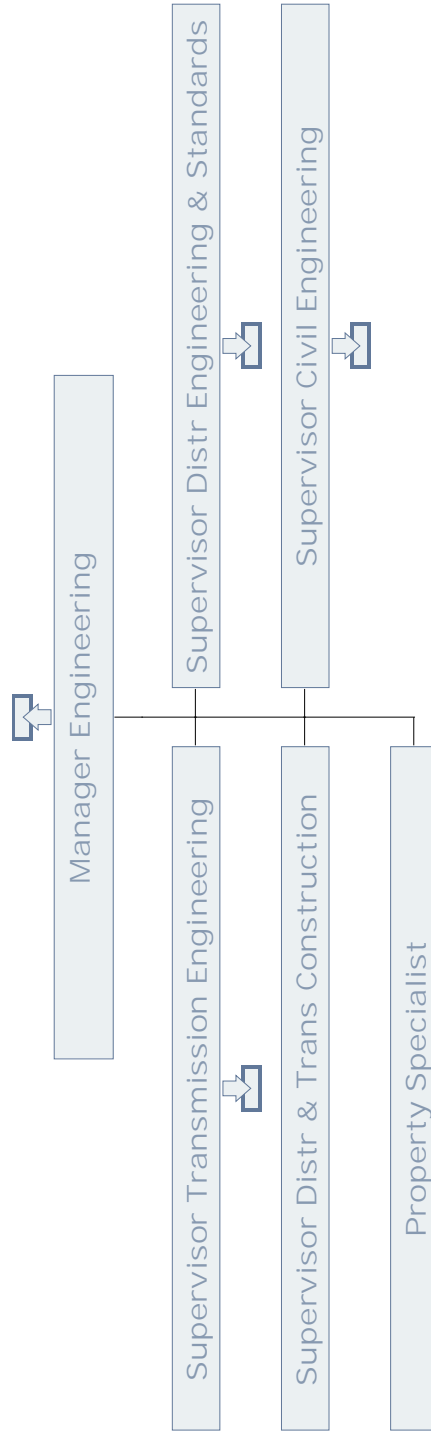 Manager Engineering
Supervisor Transmission Engineering
Supervisor Distr Engineering & Standards
Supervisor Distr & Trans Construction
Supervisor Civil Engineering
Property Specialist